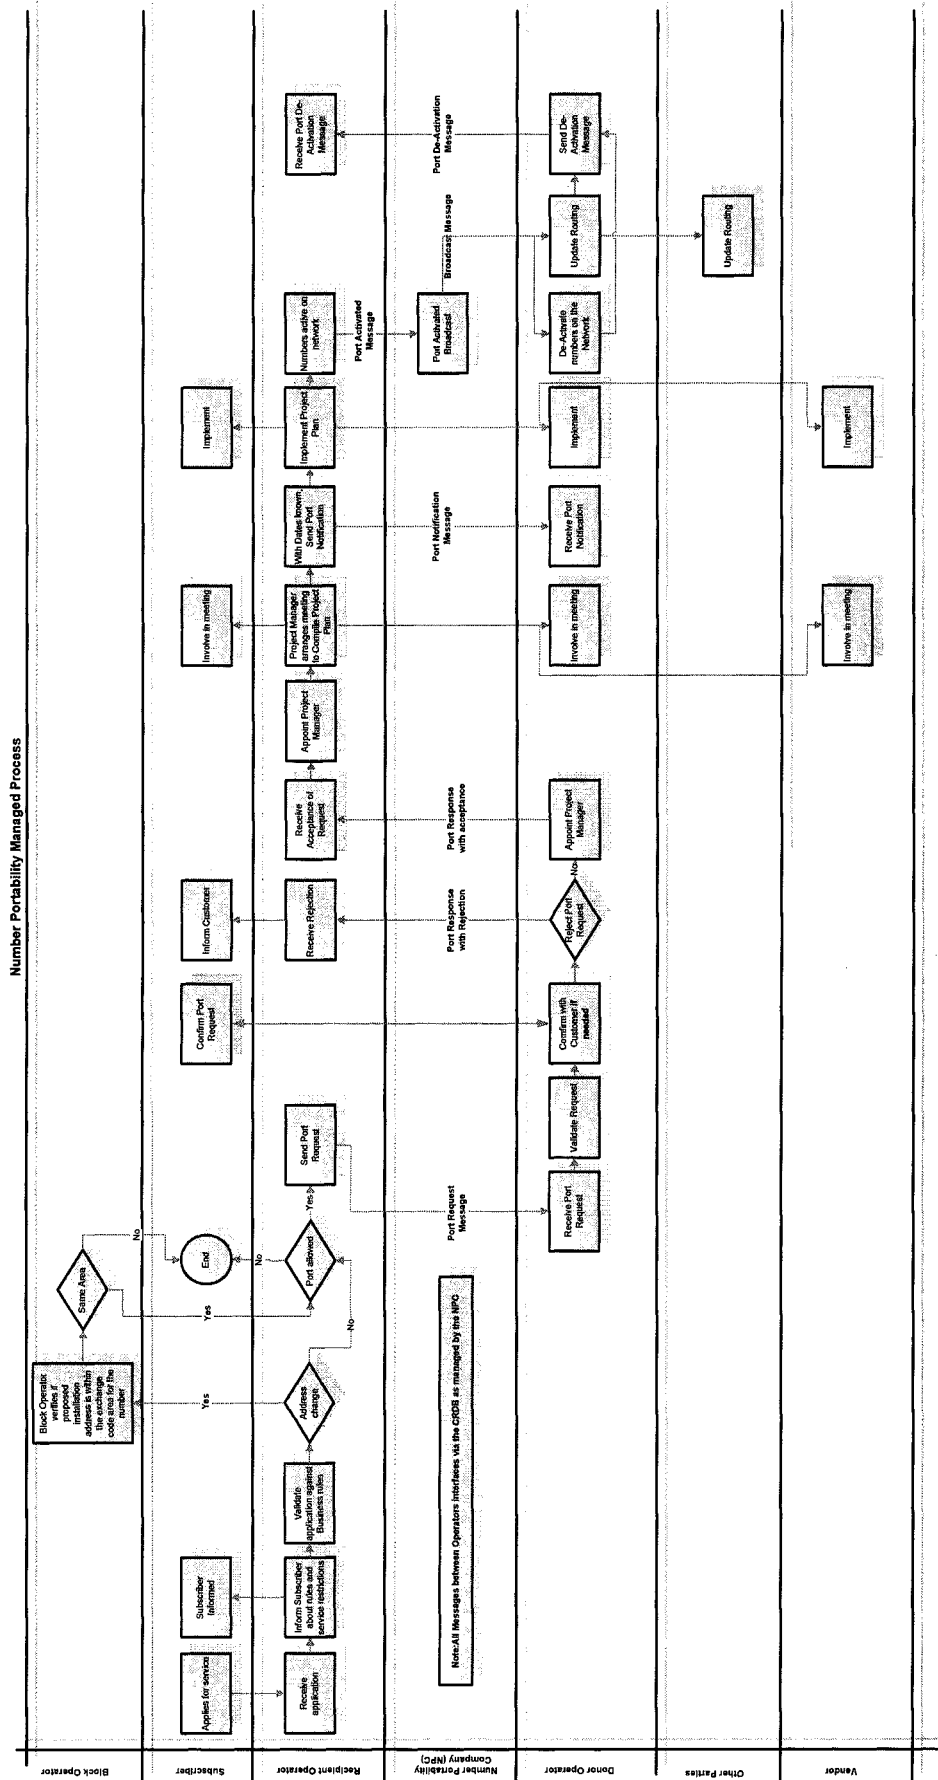 Number Portability Managed Process
Block Operator
Block Operator
verifies if
proposed
installation
address is within
the exchange
code area for the
number
Same Area
No
Yes
Yes
Subscriber
Applies for service
Subscriber
Informed
End
Confirm Port
Request
Inform Customer
Involve in meeting
Implement
Recipient Operator
Receive
application
Inform Subscriber
about rules and
service restrictions
Validate
application against
Business rules
Address
change
No
Port allowed
No
Yes
Send Port
Request
Receive Rejection
Receive
Acceptance of
Request
Appoint Project
Manager
Project Manager
arranges meeting
to Compile Project
Plan
With Dates known,
Send Port
Notification
Implement Project
Plan
Numbers active on
network
Receive Port De-
Activation
Message
Port Activated
Message
Number Portability
Company (NPC)
Note:All Messages between Operators interfaces via the CRDB as managed by the NPC
Port Request
Message
Port Response
with Rejection
Port Response
with acceptance
Port Notification
Message
Port Activated
Broadcast
Broadcast Message
Port De-Activation
Message
Donor Operator
Receive Port
Request
Validate Request
Comfirm with
Customer if
needed
Reject Port
Request
No
Appoint Project
Manager
Involve in meeting
Receive Port
Notification
Implement
De-Activate
numbers on the
Network
Update Routing
Send De-
Activation
Message
Other Parties
Update Routing
Vendor
Involve in meeting
Implement